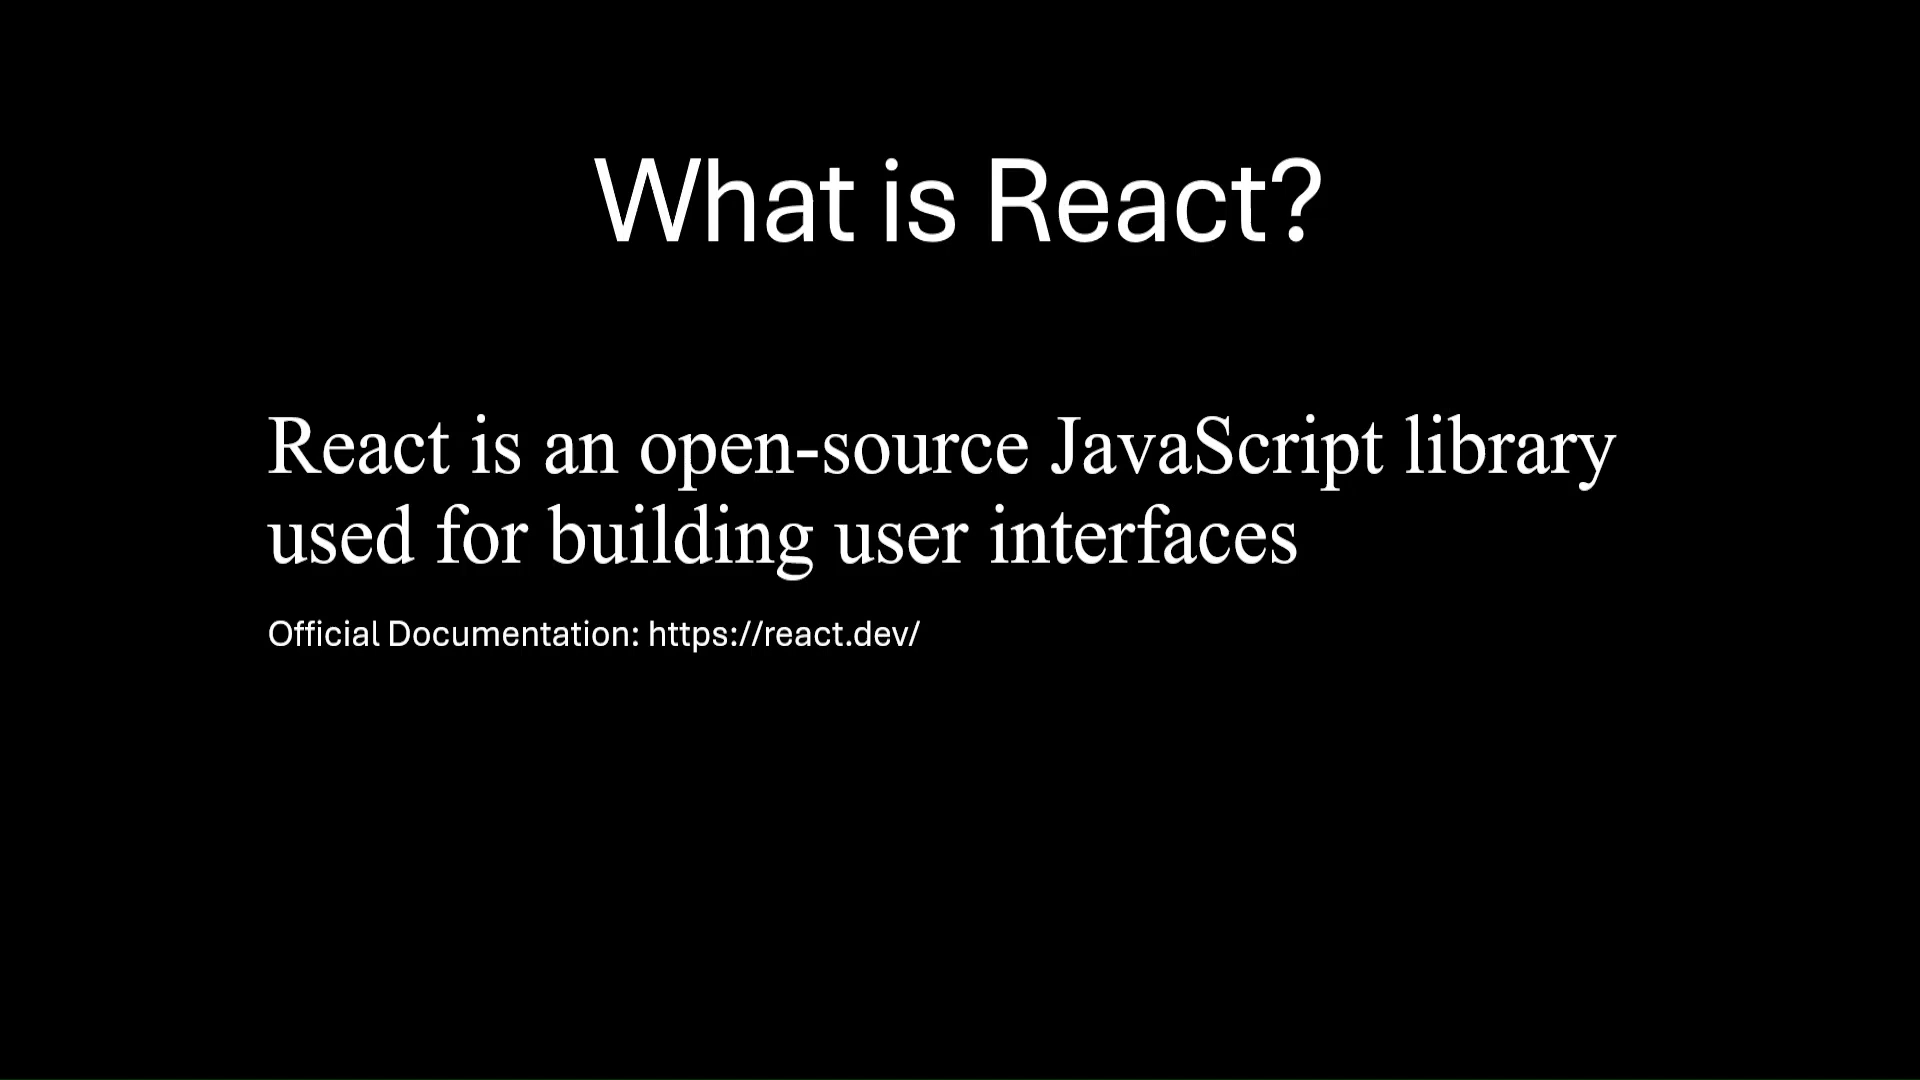 What is React?
React is an open-source JavaScript library
used for building user interfaces
Official Documentation: https://react.dev/